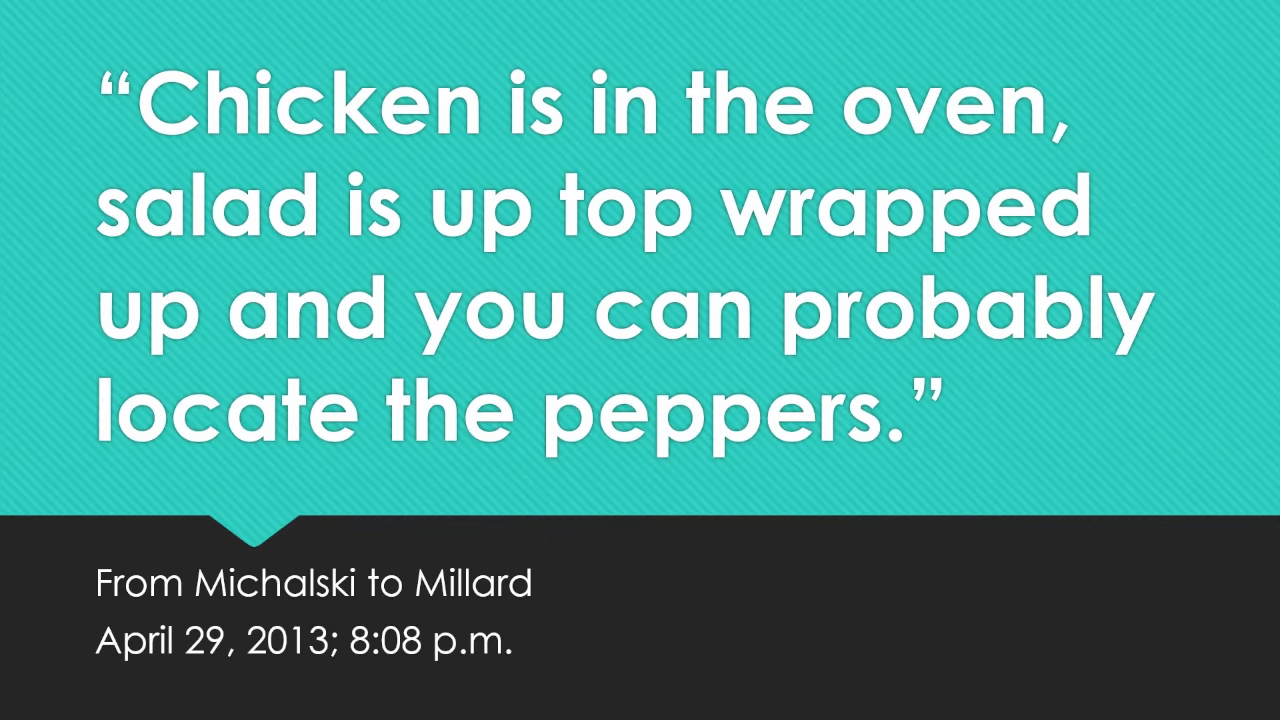 “Chicken is in the oven,
salad is up top wrapped
up and you can probably
locate the peppers.”
From Michalski to Millard
April 29, 2013; 8:08 p.m.